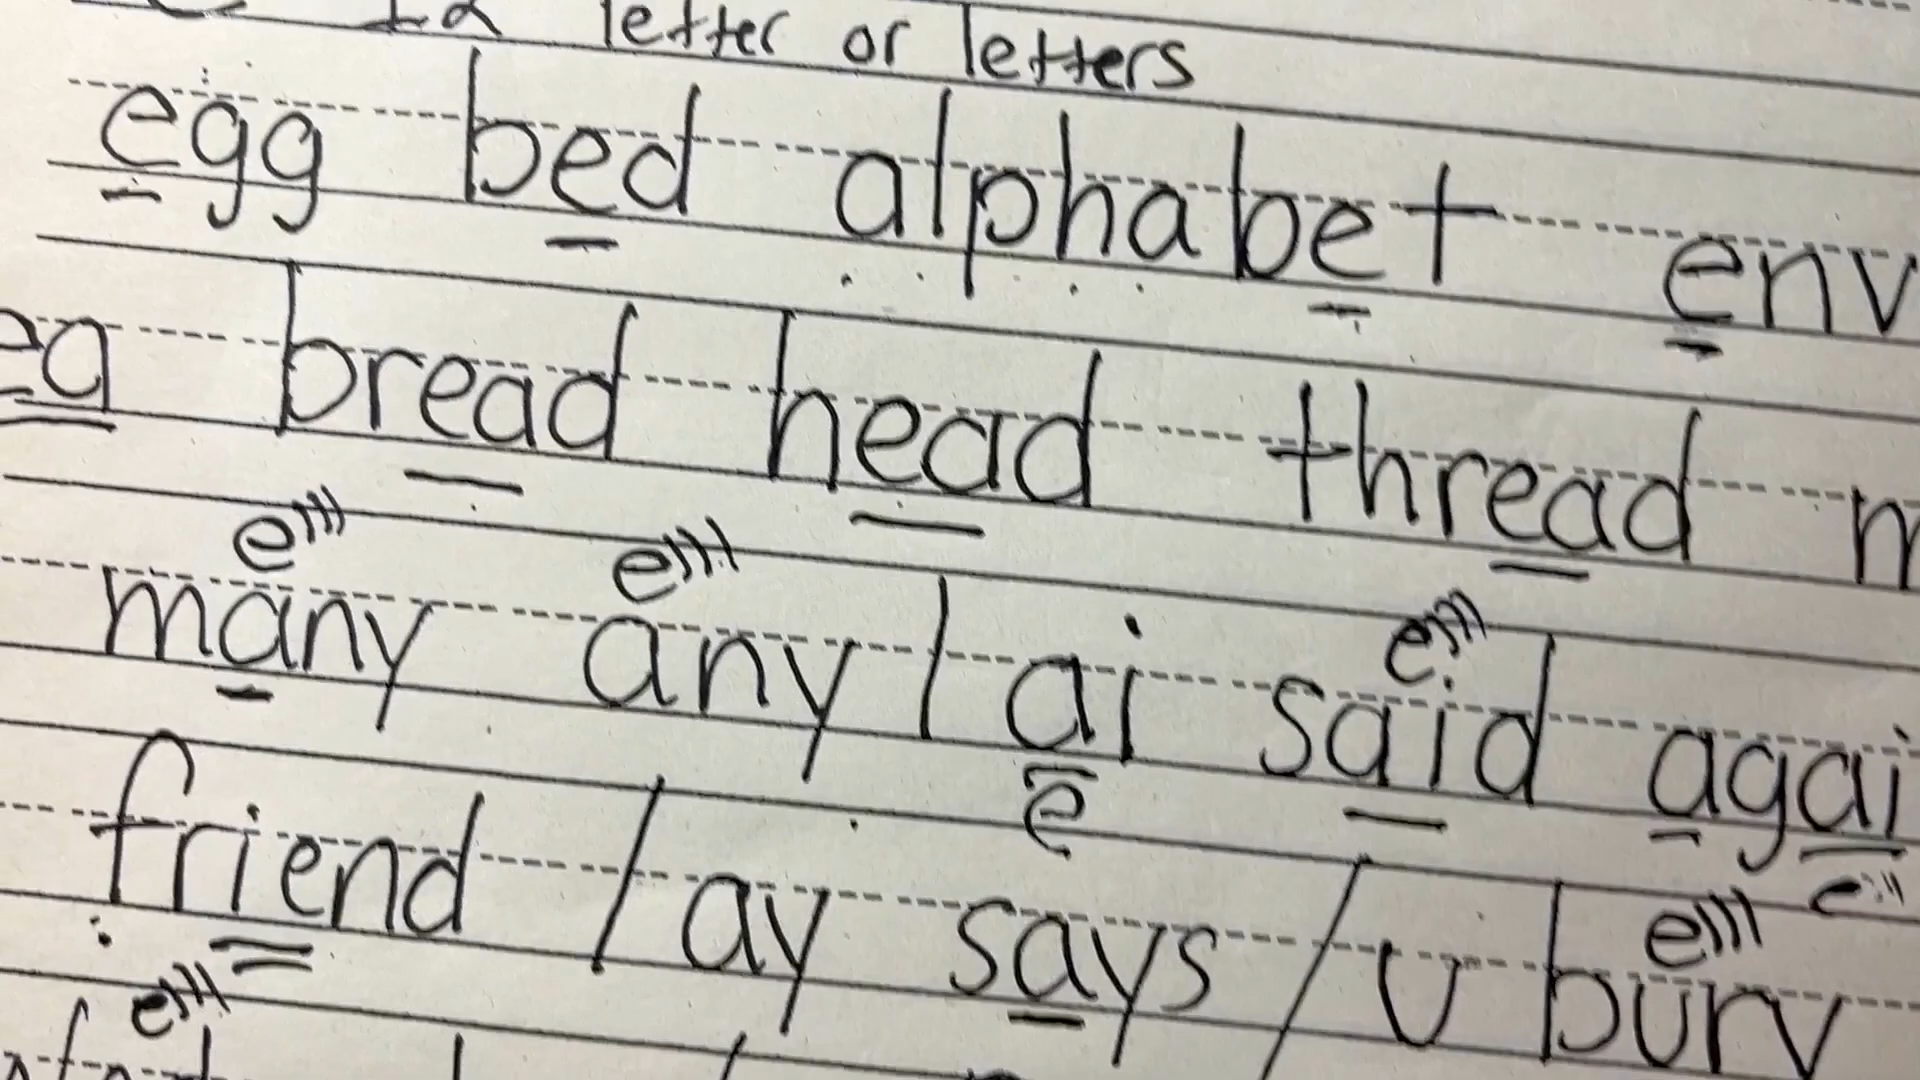 letter or letters
egg bed alphabet env
ea bread head thread m
e))) e)))) e)))
many any | ai said agai
e e)))
friend / ay says / u bury
e)))) e)))